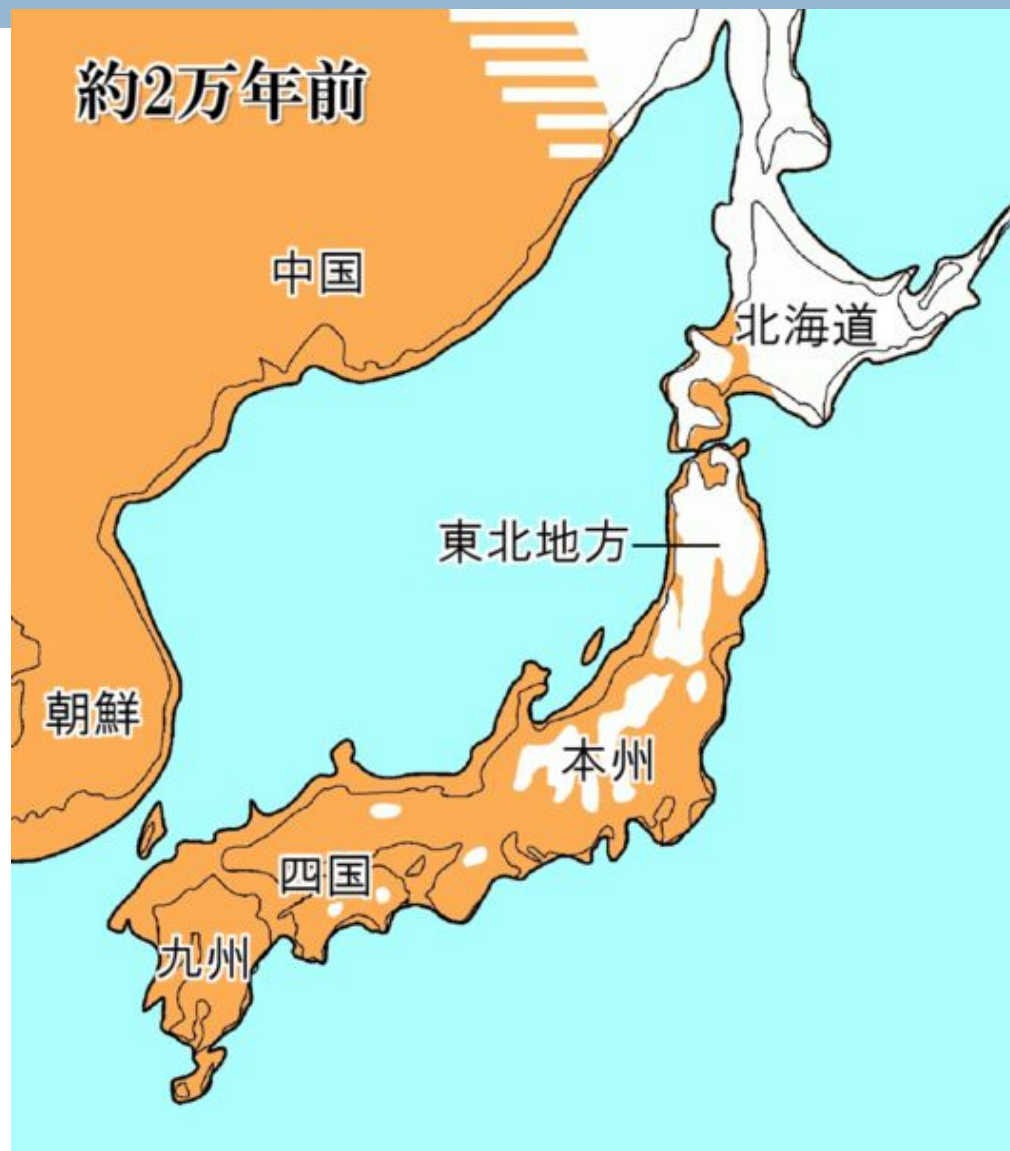 約2万年前
中国
北海道
東北地方
朝鮮
本州
四国
九州